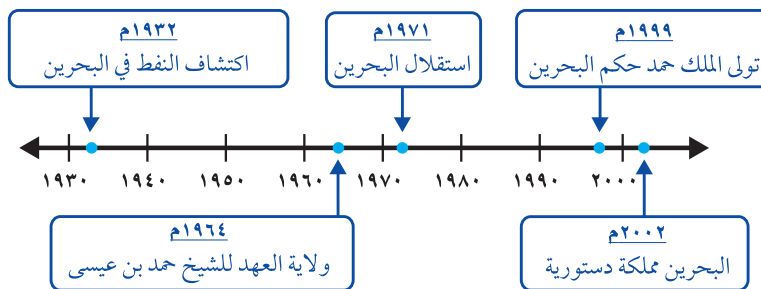 ١٩٣٢م
اكتشاف النفط في البحرين
١٩٧١م
استقلال البحرين
١٩٩٩م
تولى الملك حمد حكم البحرين
١٩٣٠ ١٩٤٠ ١٩٥٠ ١٩٦٠ ١٩٧٠ ١٩٨٠ ١٩٩٠ ٢٠٠٠
١٩٦٤م
ولاية العهد للشيخ حمد بن عيسى
٢٠٠٢م
البحرين مملكة دستورية